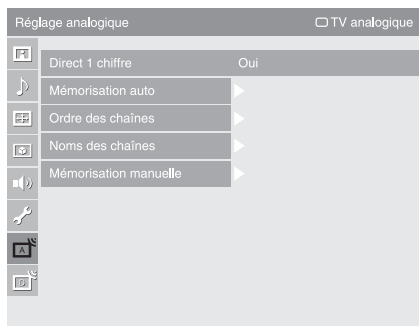 Réglage analogique TV analogique
Direct 1 chiffre Oui
Mémorisation auto
Ordre des chaînes
Noms des chaînes
Mémorisation manuelle
A
D